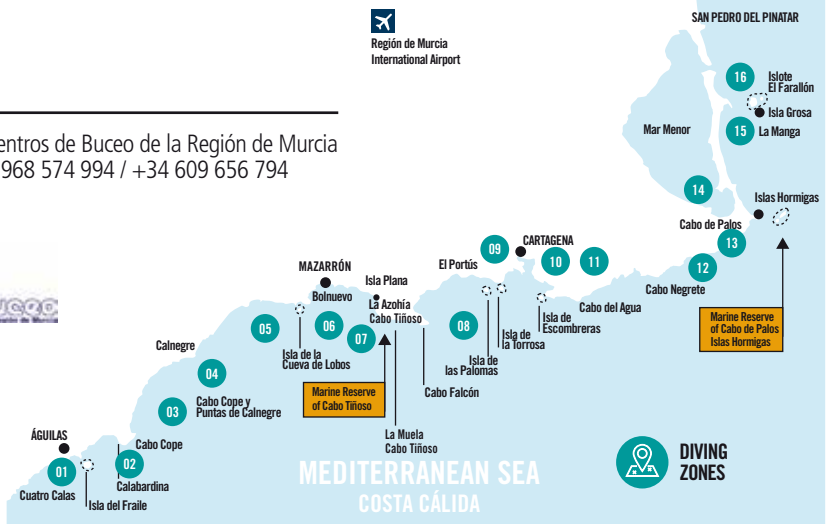 SAN PEDRO DEL PINATAR
Región de Murcia
International Airport
entros de Buceo de la Región de Murcia
968 574 994 / +34 609 656 794
16
Islote
El Farallón
Isla Grosa
15
La Manga
Mar Menor
14
Islas Hormigas
Cabo de Palos
13
12
Cabo Negrete
Marine Reserve
of Cabo de Palos
Islas Hormigas
09
CARTAGENA
10
11
El Portús
Cabo del Agua
Isla de
Escombreras
Isla de
la Torrosa
08
Isla de
las Palomas
MAZARRÓN
Isla Plana
Bolnuevo
La Azohía
Cabo Tiñoso
05
06
07
Isla de la
Cueva de Lobos
Marine Reserve
of Cabo Tiñoso
Cabo Falcón
La Muela
Cabo Tiñoso
Calnegre
04
Cabo Cope y
Puntas de Calnegre
03
ÁGUILAS
Cabo Cope
01
02
Cuatro Calas
Calabardina
Isla del Fraile
MEDITERRANEAN SEA
COSTA CÁLIDA
DIVING
ZONES